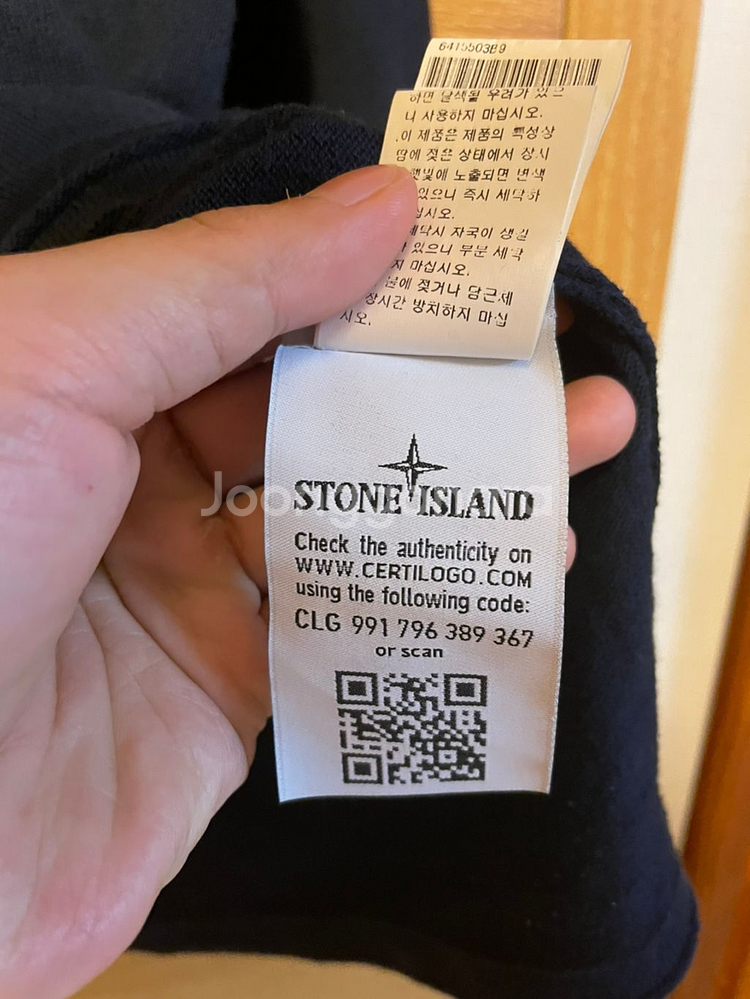 641550389
하면 탈색될 우려가 있으
니 사용하지 마십시오.
.이 제품은 제품의 특성상
땀에 젖은 상태에서 장시
햇빛에 노출되면 변색
있으니 즉시 세탁하
십시오.
세탁시 자국이 생길
있으니 부분 세탁
지 마십시오.
물에 젖거나 담근채
장시간 방치하지 마십
시오.
STONE ISLAND
Check the authenticity on
WWW.CERTILOGO.COM
using the following code:
CLG 991 796 389 367
or scan